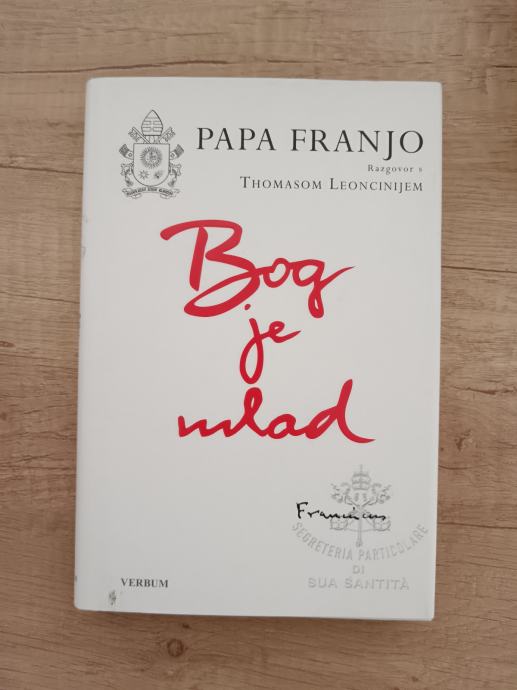 PAPA FRANJO
Razgovor s
THOMASOM LEONCINIJEM
Bog
je
mlad
Franciscus
SEGRETERIA PARTICOLARE
DI
SUA SANTITÀ
VERBUM